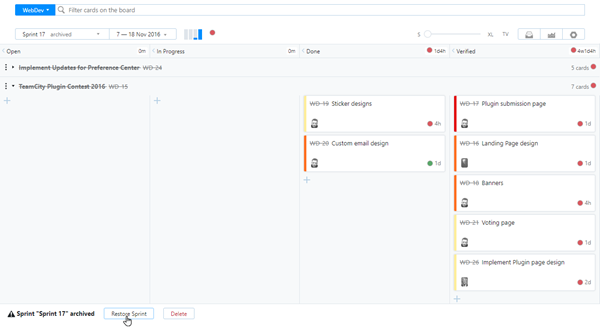 WebDev
Filter cards on the board
Sprint 17 archived
7 — 18 Nov 2016
S
XL
TV
Open
0m
In Progress
0m
Done
1d4h
Verified
4w1d4h
Implement Updates for Preference Center WD-24
5 cards
TeamCity Plugin Contest 2016 WD-15
7 cards
WD-19 Sticker designs
4h
WD-20 Custom email design
1d
WD-17 Plugin submission page
1d
WD-16 Landing Page design
1d
WD-18 Banners
4h
WD-21 Voting page
1d
WD-26 Implement Plugin page design
2d
Sprint "Sprint 17" archived
Restore Sprint
Delete